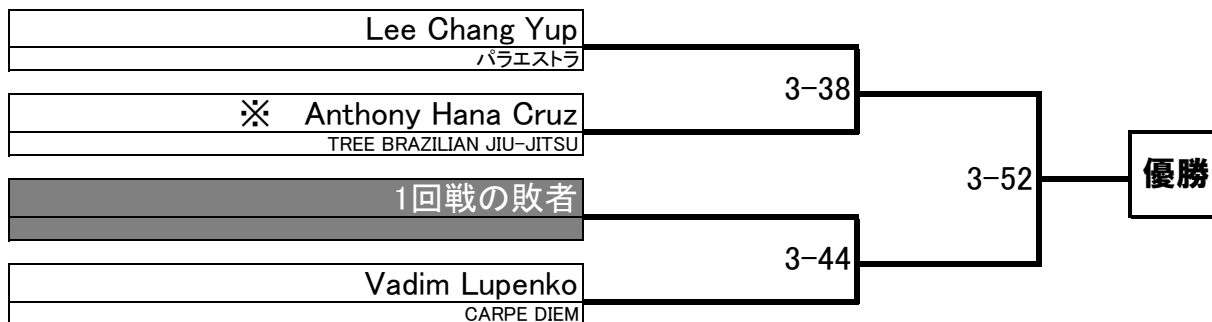 Lee Chang Yup
パラエストラ
3-38
※ Anthony Hana Cruz
TREE BRAZILIAN JIU-JITSU
1回戦の敗者
3-52
優勝
3-44
Vadim Lupenko
CARPE DIEM